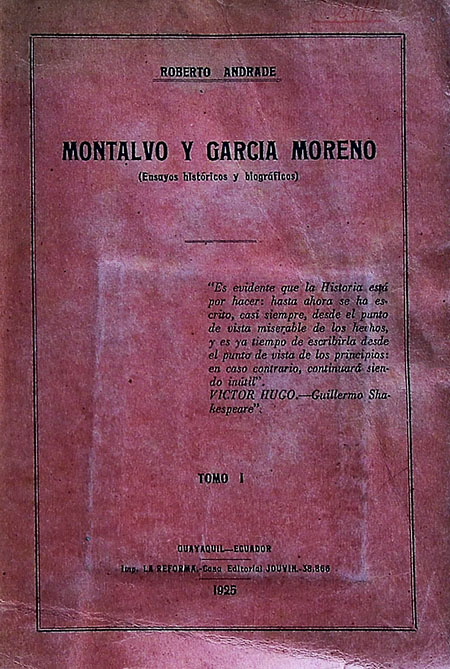 ROBERTO ANDRADE
MONTALVO Y GARCIA MORENO
(Ensayos históricos y biográficos)
"Es evidente que la Historia está
por hacer: hasta ahora se ha es-
crito, casi siempre, desde el punto
de vista miserable de los hechos,
y es ya tiempo de escribirla desde
el punto de vista de los principios:
en caso contrario, continuará sien-
do inútil".
VICTOR HUGO.—Guillermo Sha-
kespeare".
TOMO I
GUAYAQUIL—ECUADOR
Imp. LA REFORMA.-Casa Editorial JOUVIN.-38.866
1925